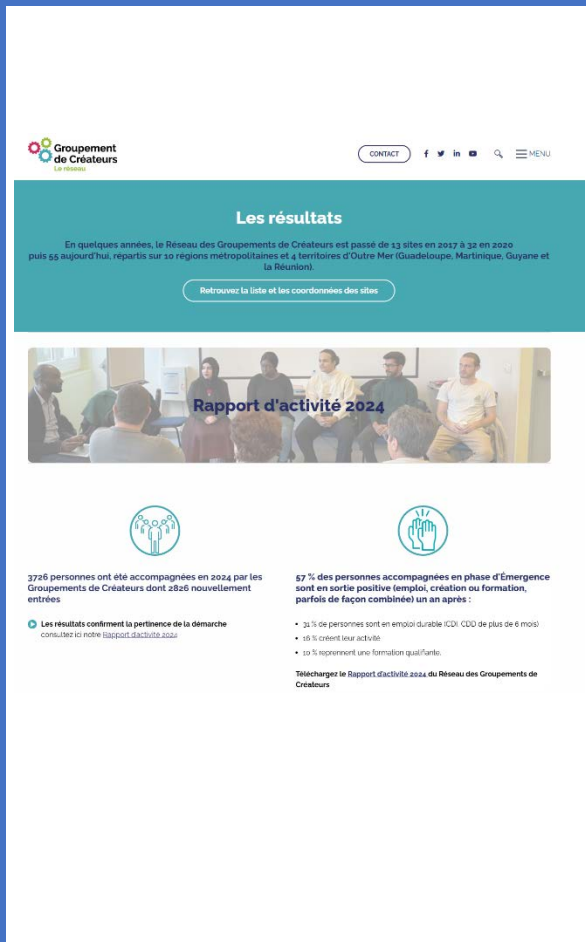 Groupement
de Créateurs
Le réseau
CONTACT
MENU
Les résultats
En quelques années, le Réseau des Groupements de Créateurs est passé de 13 sites en 2017 à 32 en 2020
puis 55 aujourd'hui, répartis sur 10 régions métropolitaines et 4 territoires d'Outre Mer (Guadeloupe, Martinique, Guyane et
la Réunion).
Retrouvez la liste et les coordonnées des sites
Rapport d'activité 2024
3726 personnes ont été accompagnées en 2024 par les
Groupements de Créateurs dont 2826 nouvellement
entrées
Les résultats confirment la pertinence de la démarche
consultez ici notre Rapport d'activité 2024
57 % des personnes accompagnées en phase d'Émergence
sont en sortie positive (emploi, création ou formation,
parfois de façon combinée) un an après :
• 31 % de personnes sont en emploi durable (CDI, CDD de plus de 6 mois)
• 16 % créent leur activité
• 10 % reprennent une formation qualifiante.
Téléchargez le Rapport d'activité 2024 du Réseau des Groupements de
Créateurs